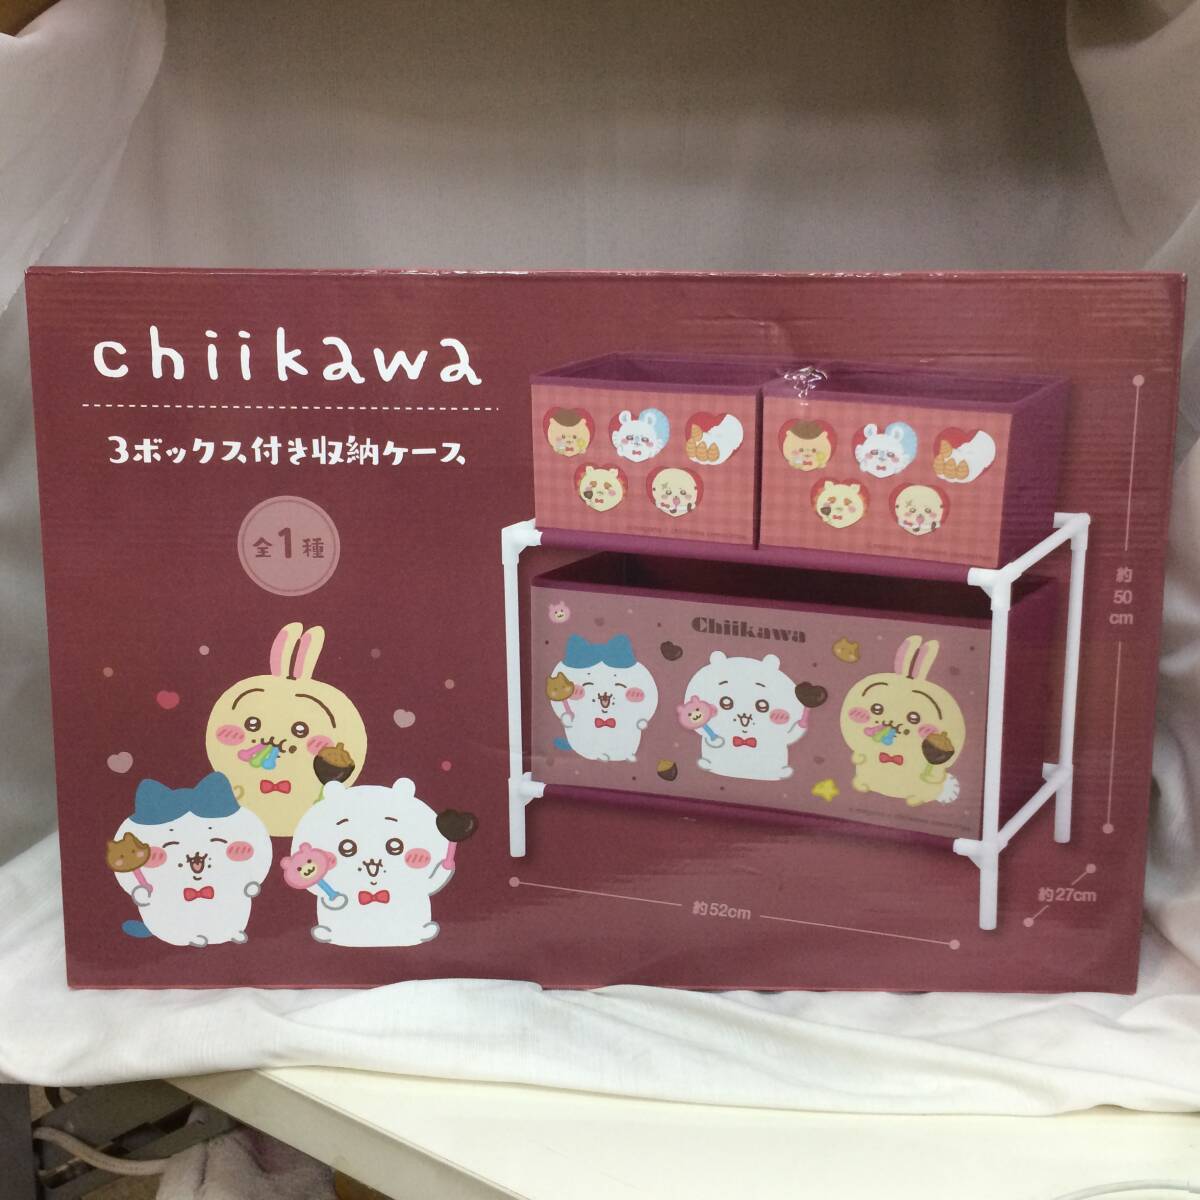 chiikawa
3ボックス付き収納ケース
全1種
Chiikawa
約50cm
約52cm
約27cm